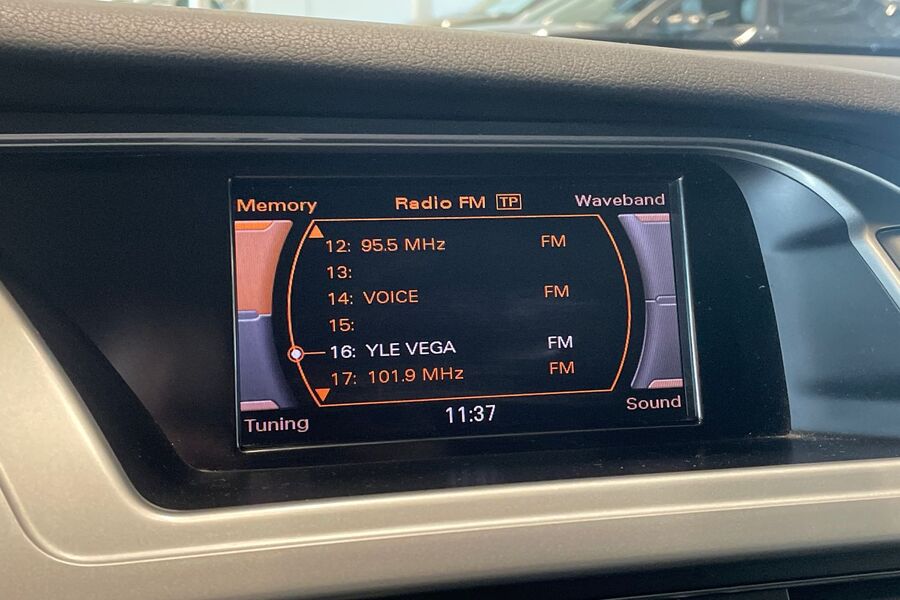 Memory Radio FM TP Waveband
12: 95.5 MHz FM
13:
14: VOICE FM
15:
16: YLE VEGA FM
17: 101.9 MHz FM
Tuning 11:37 Sound